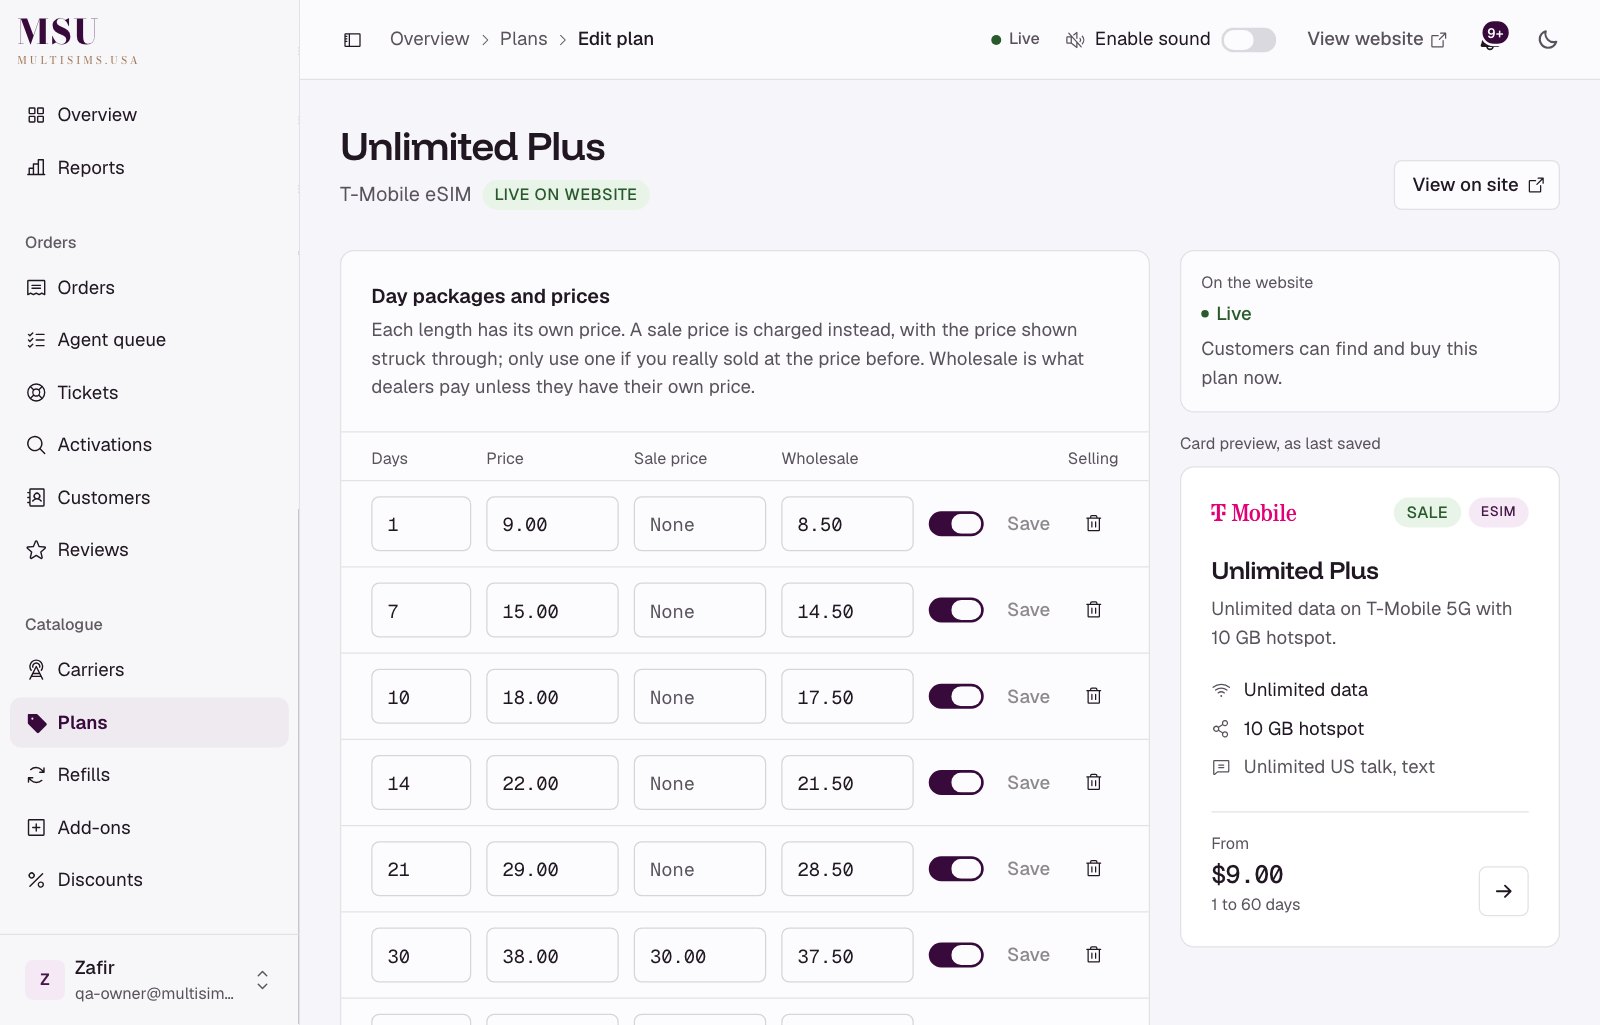 MSU
MULTISIMS.USA
Overview
Reports
Orders
Orders
Agent queue
Tickets
Activations
Customers
Reviews
Catalogue
Carriers
Plans
Refills
Add-ons
Discounts
Z
Zafir
qa-owner@multisim...
Overview > Plans > Edit plan
Live
Enable sound
View website
9+
Unlimited Plus
T-Mobile eSIM LIVE ON WEBSITE
View on site
Day packages and prices
Each length has its own price. A sale price is charged instead, with the price shown
struck through; only use one if you really sold at the price before. Wholesale is what
dealers pay unless they have their own price.
Days Price Sale price Wholesale Selling
1 9.00 None 8.50 Save
7 15.00 None 14.50 Save
10 18.00 None 17.50 Save
14 22.00 None 21.50 Save
21 29.00 None 28.50 Save
30 38.00 30.00 37.50 Save
On the website
Live
Customers can find and buy this
plan now.
Card preview, as last saved
T Mobile SALE ESIM
Unlimited Plus
Unlimited data on T-Mobile 5G with
10 GB hotspot.
Unlimited data
10 GB hotspot
Unlimited US talk, text
From
$9.00
1 to 60 days